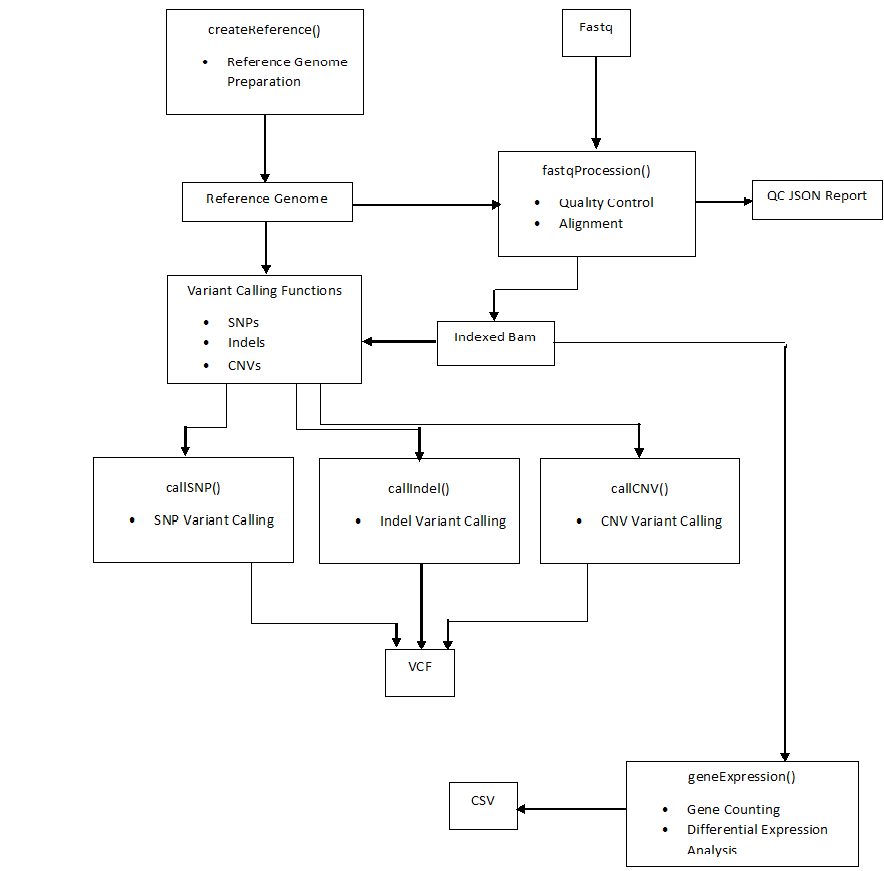 createReference()
• Reference Genome
Preparation
Fastq
fastqProcession()
• Quality Control
• Alignment
QC JSON Report
Reference Genome
Variant Calling Functions
• SNPs
• Indels
• CNVs
Indexed Bam
callSNP()
• SNP Variant Calling
callIndel()
• Indel Variant Calling
callCNV()
• CNV Variant Calling
VCF
geneExpression()
• Gene Counting
• Differential Expression
Analysis
CSV